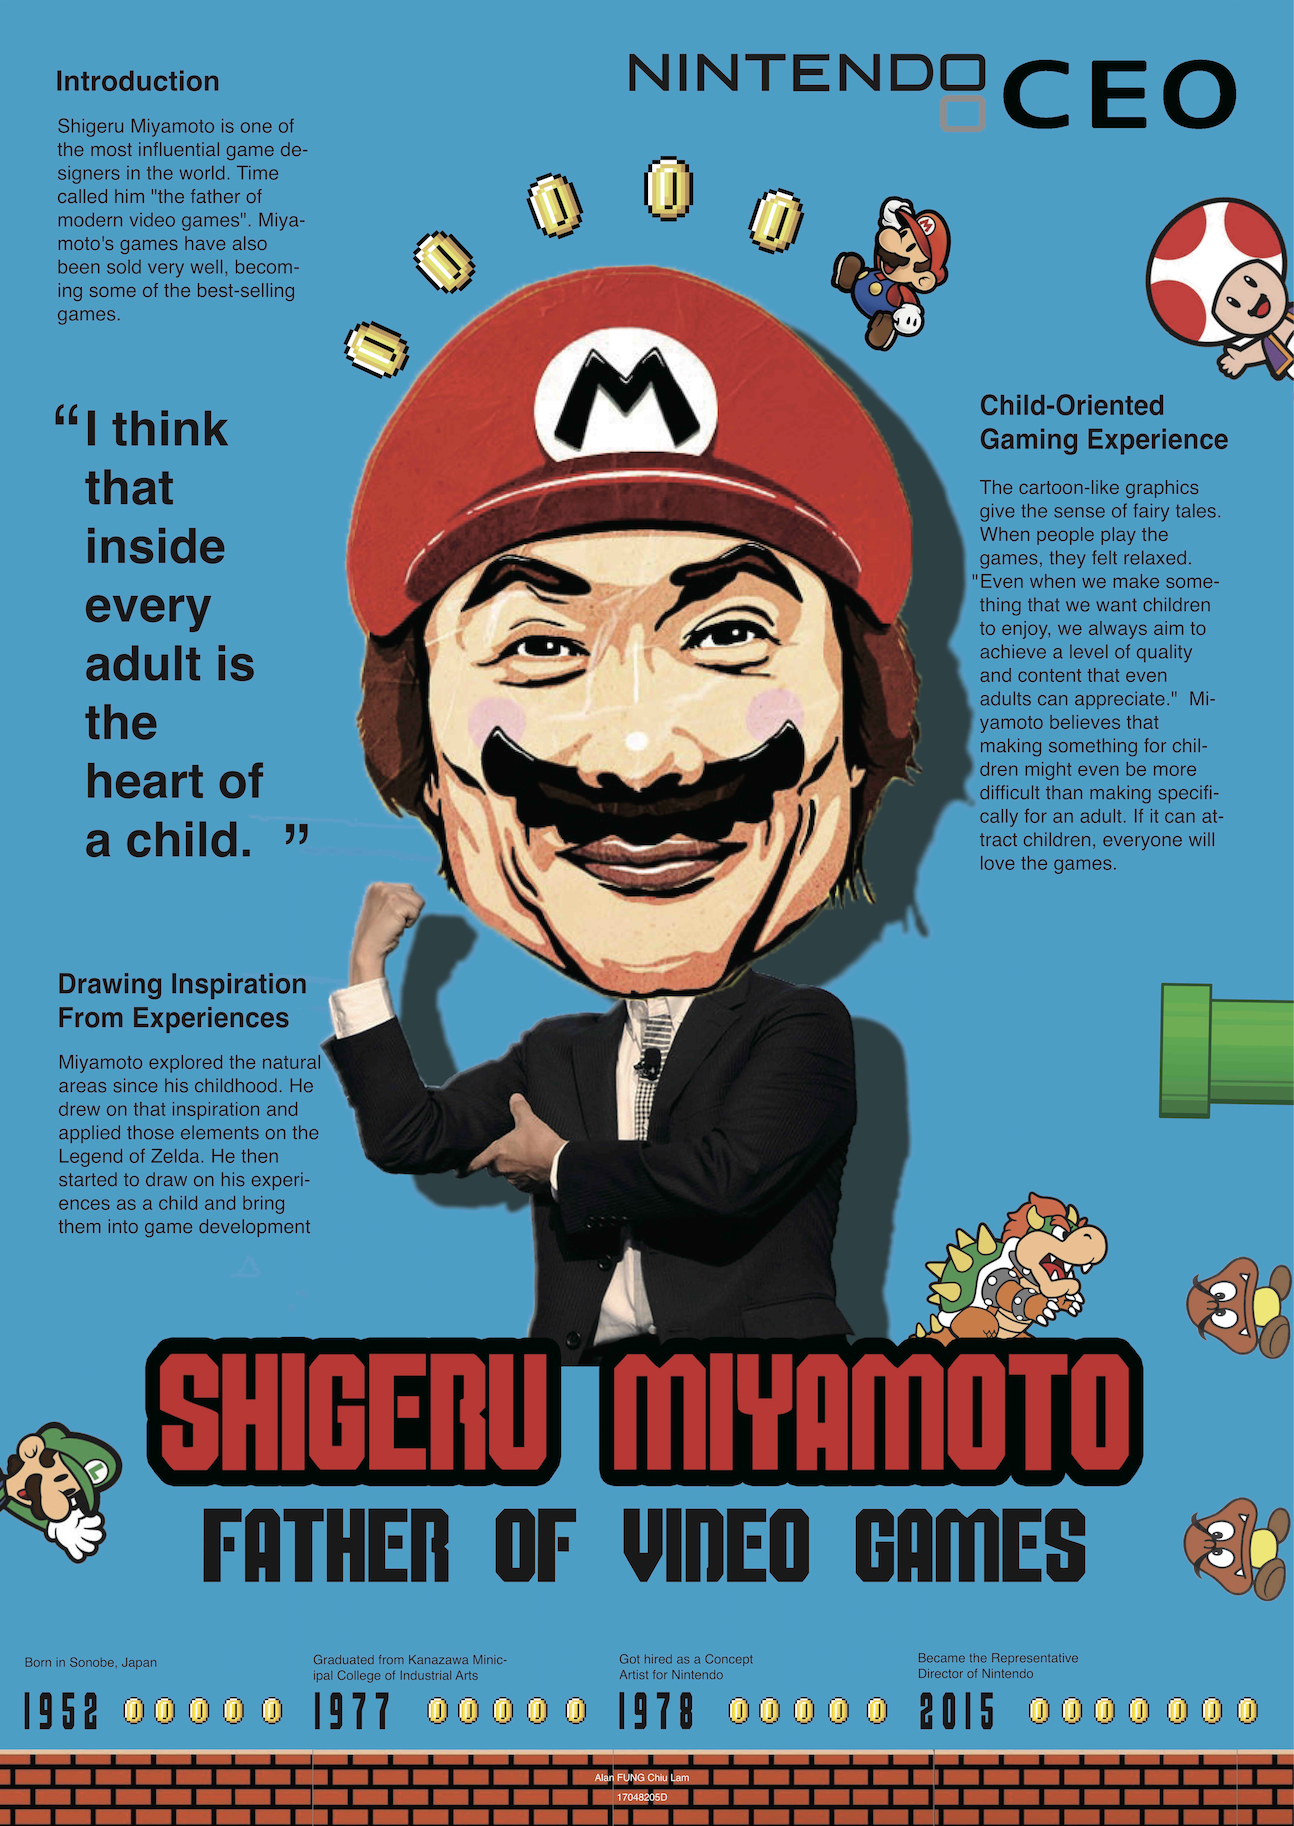 NINTENDO CEO
Introduction
Shigeru Miyamoto is one of
the most influential game de-
signers in the world. Time
called him "the father of
modern video games". Miya-
moto's games have also
been sold very well, becom-
ing some of the best-selling
games.
“I think
that
inside
every
adult is
the
heart of
a child. ”
Drawing Inspiration
From Experiences
Miyamoto explored the natural
areas since his childhood. He
drew on that inspiration and
applied those elements on the
Legend of Zelda. He then
started to draw on his experi-
ences as a child and bring
them into game development
M
M
Child-Oriented
Gaming Experience
The cartoon-like graphics
give the sense of fairy tales.
When people play the
games, they felt relaxed.
"Even when we make some-
thing that we want children
to enjoy, we always aim to
achieve a level of quality
and content that even
adults can appreciate." Mi-
yamoto believes that
making something for chil-
dren might even be more
difficult than making specifi-
cally for an adult. If it can at-
tract children, everyone will
love the games.
SHIGERU MIYAMOTO
L
FATHER OF VIDEO GAMES
Born in Sonobe, Japan
1952
Graduated from Kanazawa Minic-
ipal College of Industrial Arts
1977
Got hired as a Concept
Artist for Nintendo
1978
Became the Representative
Director of Nintendo
2015
Alan FUNG Chiu Lam
17048205D